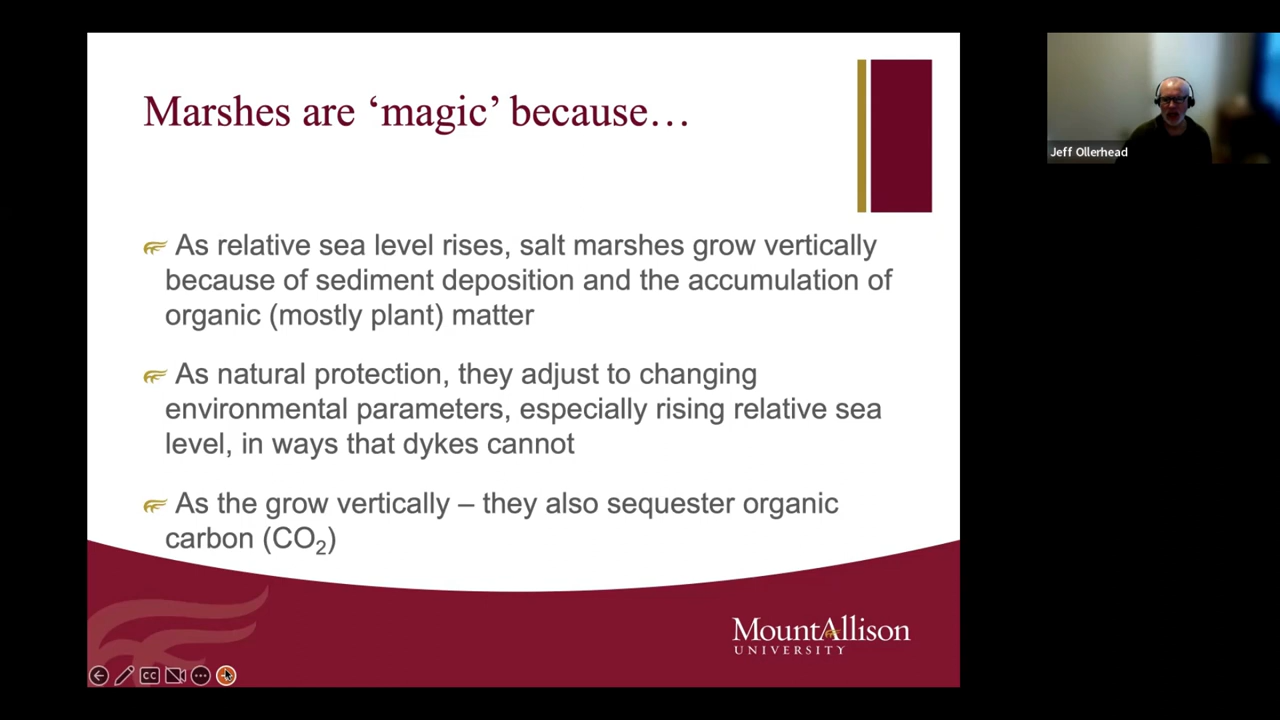 Marshes are ‘magic’ because…
As relative sea level rises, salt marshes grow vertically
because of sediment deposition and the accumulation of
organic (mostly plant) matter
As natural protection, they adjust to changing
environmental parameters, especially rising relative sea
level, in ways that dykes cannot
As the grow vertically – they also sequester organic
carbon (CO₂)
MountAllison
UNIVERSITY
CC
Jeff Ollerhead